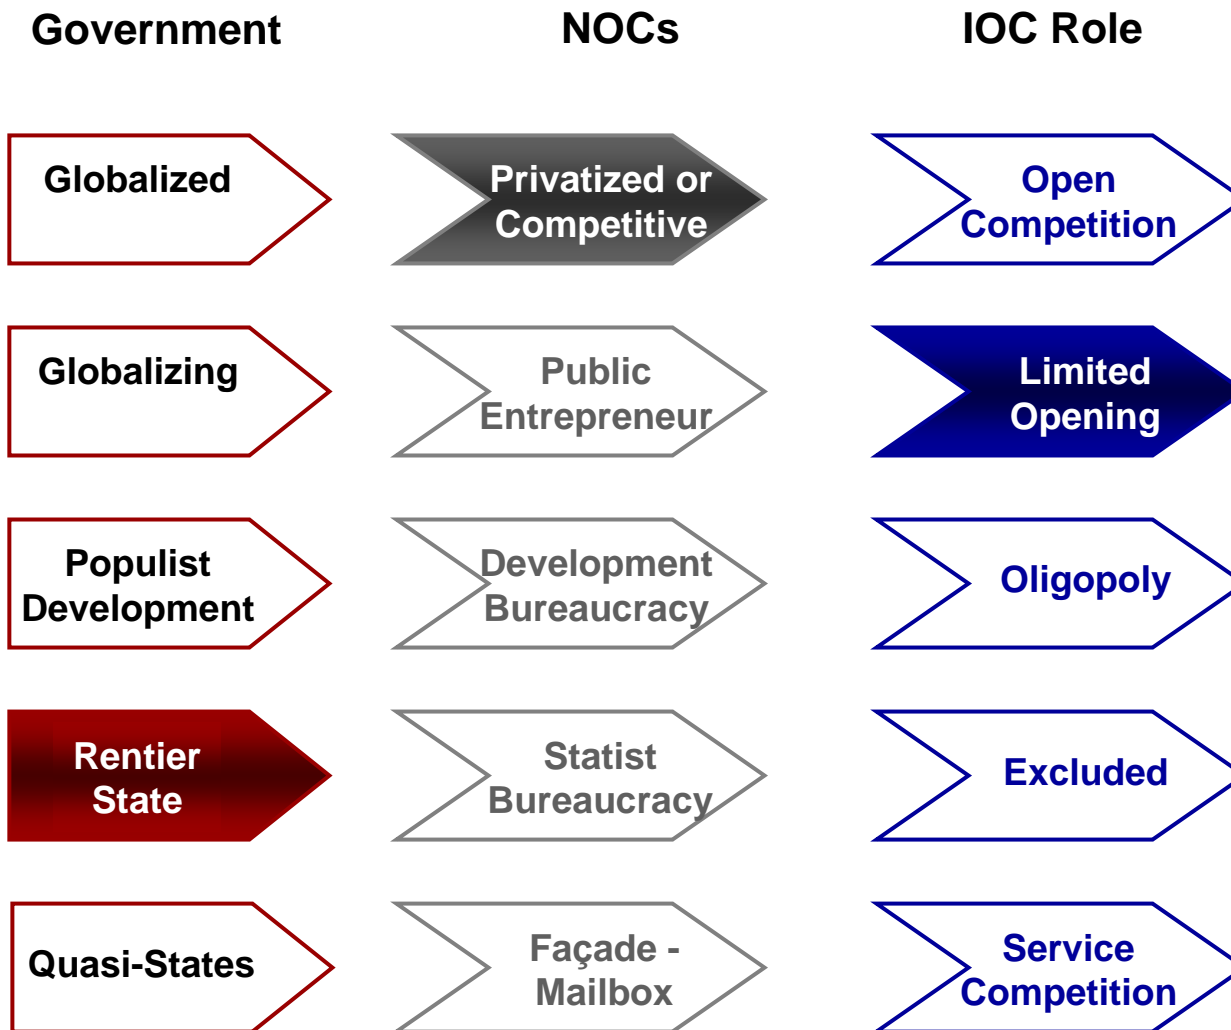 Government
NOCs
IOC Role
Globalized
Privatized or
Competitive
Open
Competition
Globalizing
Public
Entrepreneur
Limited
Opening
Populist
Development
Development
Bureaucracy
Oligopoly
Rentier
State
Statist
Bureaucracy
Excluded
Quasi-States
Façade -
Mailbox
Service
Competition